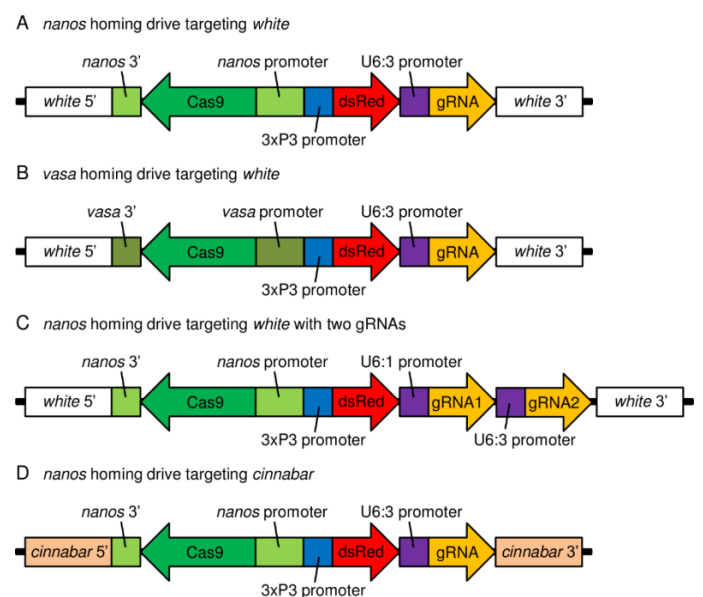 A nanos homing drive targeting white
nanos 3’ nanos promoter U6:3 promoter
white 5’ Cas9 dsRed gRNA white 3’
3xP3 promoter
B vasa homing drive targeting white
vasa 3’ vasa promoter U6:3 promoter
white 5’ Cas9 dsRed gRNA white 3’
3xP3 promoter
C nanos homing drive targeting white with two gRNAs
nanos 3’ nanos promoter U6:1 promoter
white 5’ Cas9 dsRed gRNA1 gRNA2 white 3’
3xP3 promoter U6:3 promoter
D nanos homing drive targeting cinnabar
nanos 3’ nanos promoter U6:3 promoter
cinnabar 5’ Cas9 dsRed gRNA cinnabar 3’
3xP3 promoter